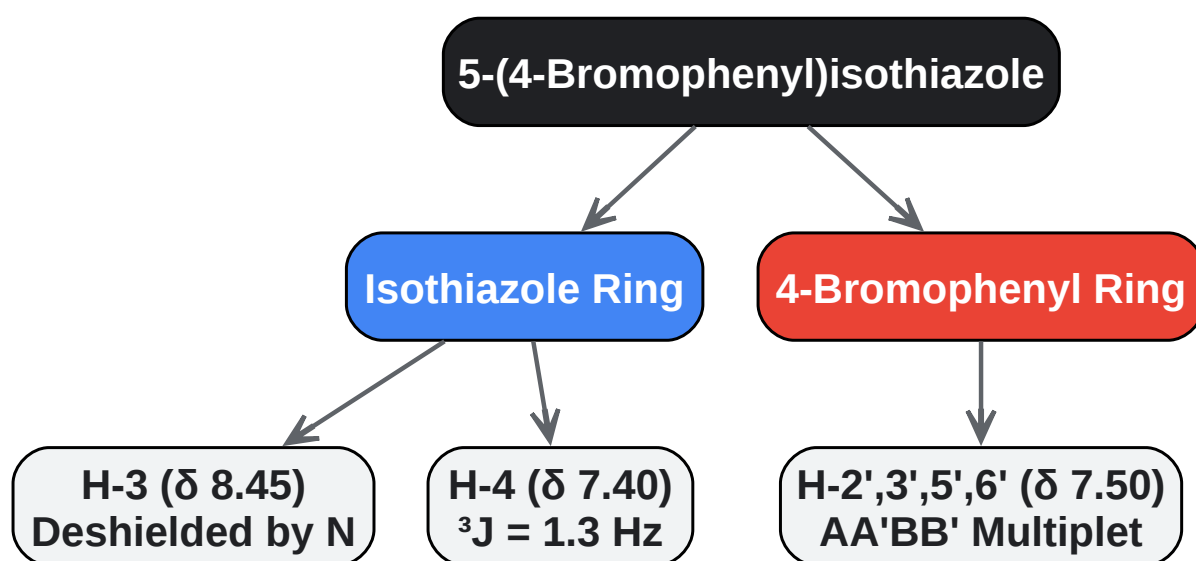 5-(4-Bromophenyl)isothiazole
Isothiazole Ring
4-Bromophenyl Ring
H-3 (δ 8.45)
Deshielded by N
H-4 (δ 7.40)
³J = 1.3 Hz
H-2',3',5',6' (δ 7.50)
AA'BB' Multiplet